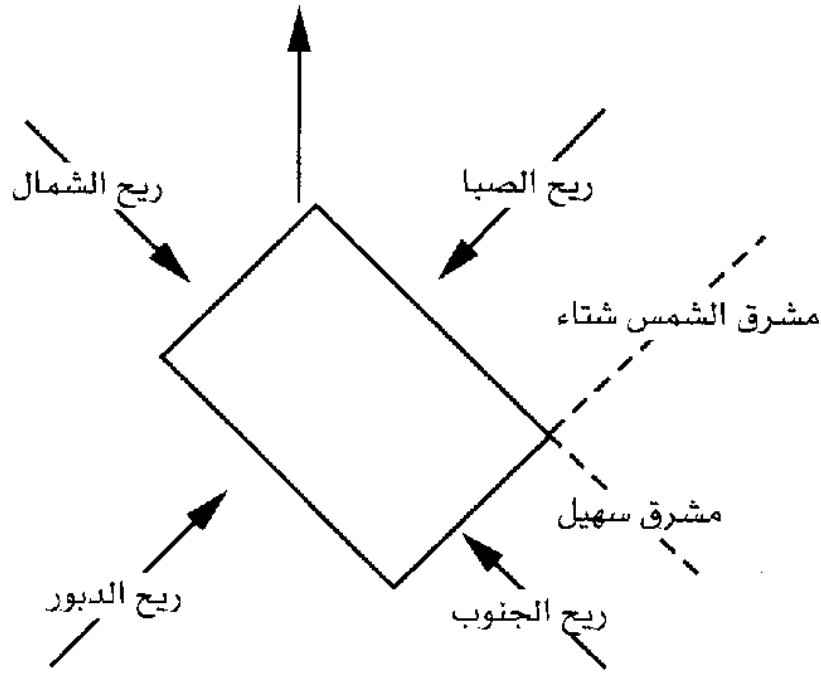 ريح الصبا
ريح الشمال
مشرق الشمس شتاء
مشرق سهيل
ريح الجنوب
ريح الدبور